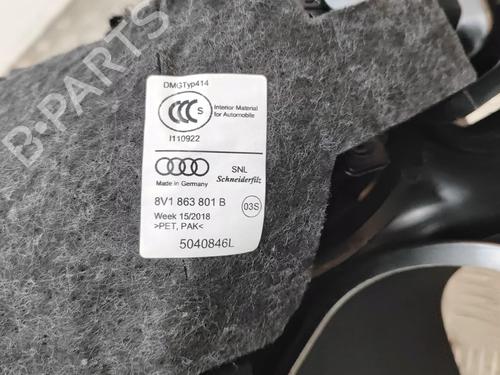 B-PARTS
DMGTyp414
CCC S
Interior Material
for Automobile
I110922
SNL
Made in Germany
Schneiderfilz
8V1 863 801 B
03S
Week 15/2018
>PET, PAK<
5040846L